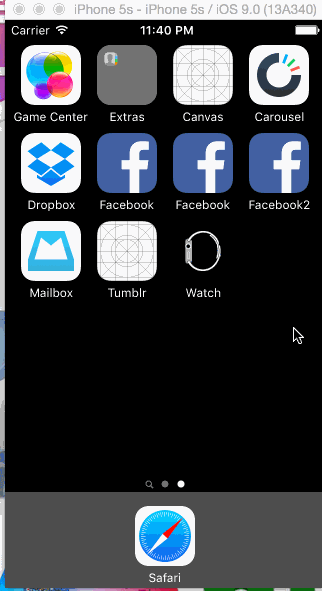 iPhone 5s - iPhone 5s / iOS 9.0 (13A340)
Carrier 11:40 PM
Game Center Extras Canvas Carousel
Dropbox Facebook Facebook Facebook2
Mailbox Tumblr Watch
Safari